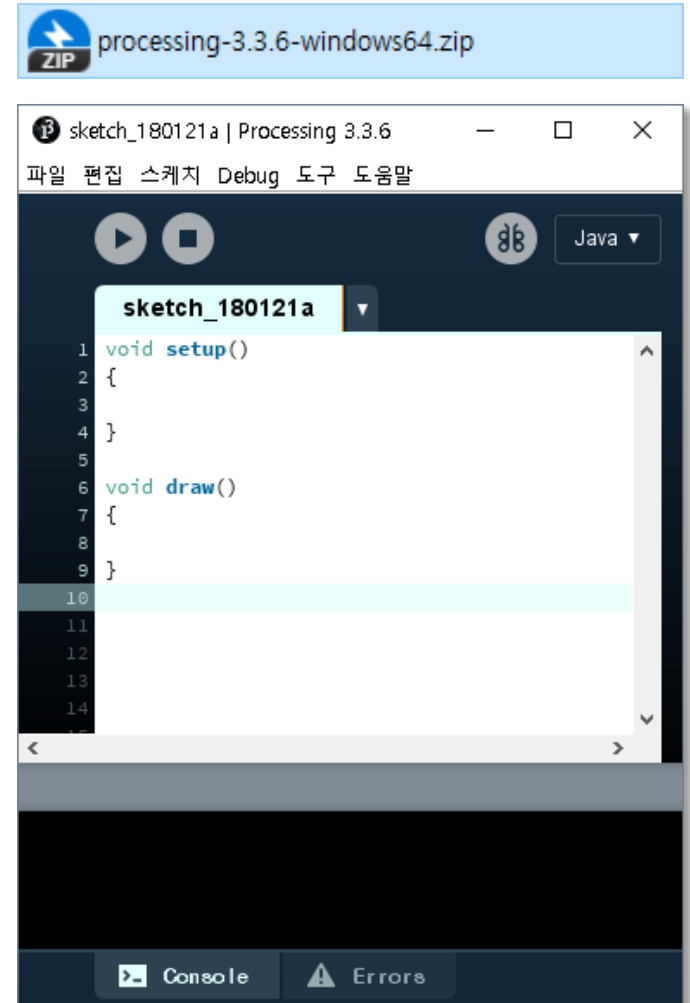 ZIP processing-3.3.6-windows64.zip
sketch_180121a | Processing 3.3.6
파일 편집 스케치 Debug 도구 도움말
Java ▼
sketch_180121a ▼
1 void setup()
2 {
3
4 }
5
6 void draw()
7 {
8
9 }
10
11
12
13
14
Console Errors